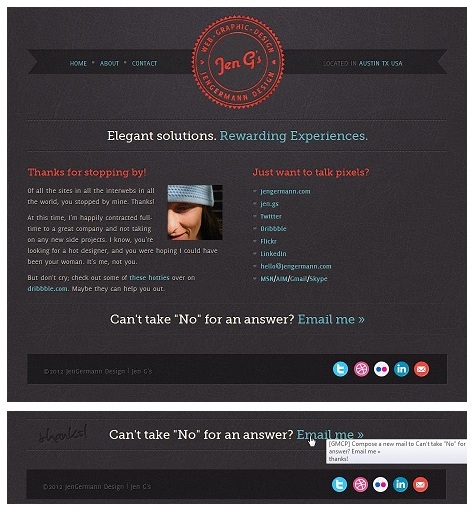 WEB · GRAPHIC · DESIGN
Jen G's
JENGERMANN DESIGN
HOME • ABOUT • CONTACT
LOCATED IN AUSTIN TX USA
Elegant solutions. Rewarding Experiences.
Thanks for stopping by!
Of all the sites in all the interwebs in all
the world, you stopped by mine. Thanks!
At this time, I'm happily contracted full-
time to a great company and not taking
on any new side projects. I know, you're
looking for a hot designer, and you were hoping I could have
been your woman. It's me, not you.
But don't cry; check out some of these hotties over on
dribbble.com. Maybe they can help you out.
Just want to talk pixels?
jengermann.com
jen.gs
Twitter
Dribbble
Flickr
LinkedIn
hello@jengermann.com
MSN/AIM/Gmail/Skype
Can't take "No" for an answer? Email me »
©2012 JenGermann Design | Jen G's
in
thanks!
Can't take "No" for an answer? Email me »
[GMCP] Compose a new mail to Can't take "No" for an
answer? Email me »
thanks!
©2012 JenGermann Design | Jen G's
in